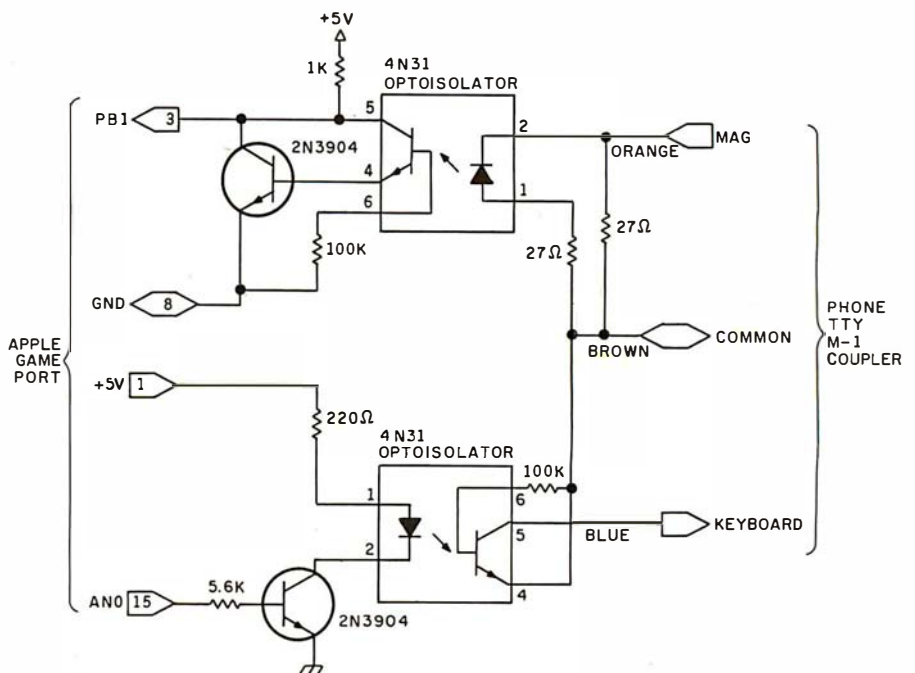 +5V
1K
4N31
OPTOISOLATOR
PB1
3
5
2N3904
4
6
2
1
ORANGE
MAG
27Ω
27Ω
100K
GND
8
BROWN
COMMON
APPLE
GAME
PORT
PHONE
TTY
M-1
COUPLER
+5V
1
220Ω
4N31
OPTOISOLATOR
100K
1
6
5
2
4
BLUE
KEYBOARD
AN0
15
5.6K
2N3904